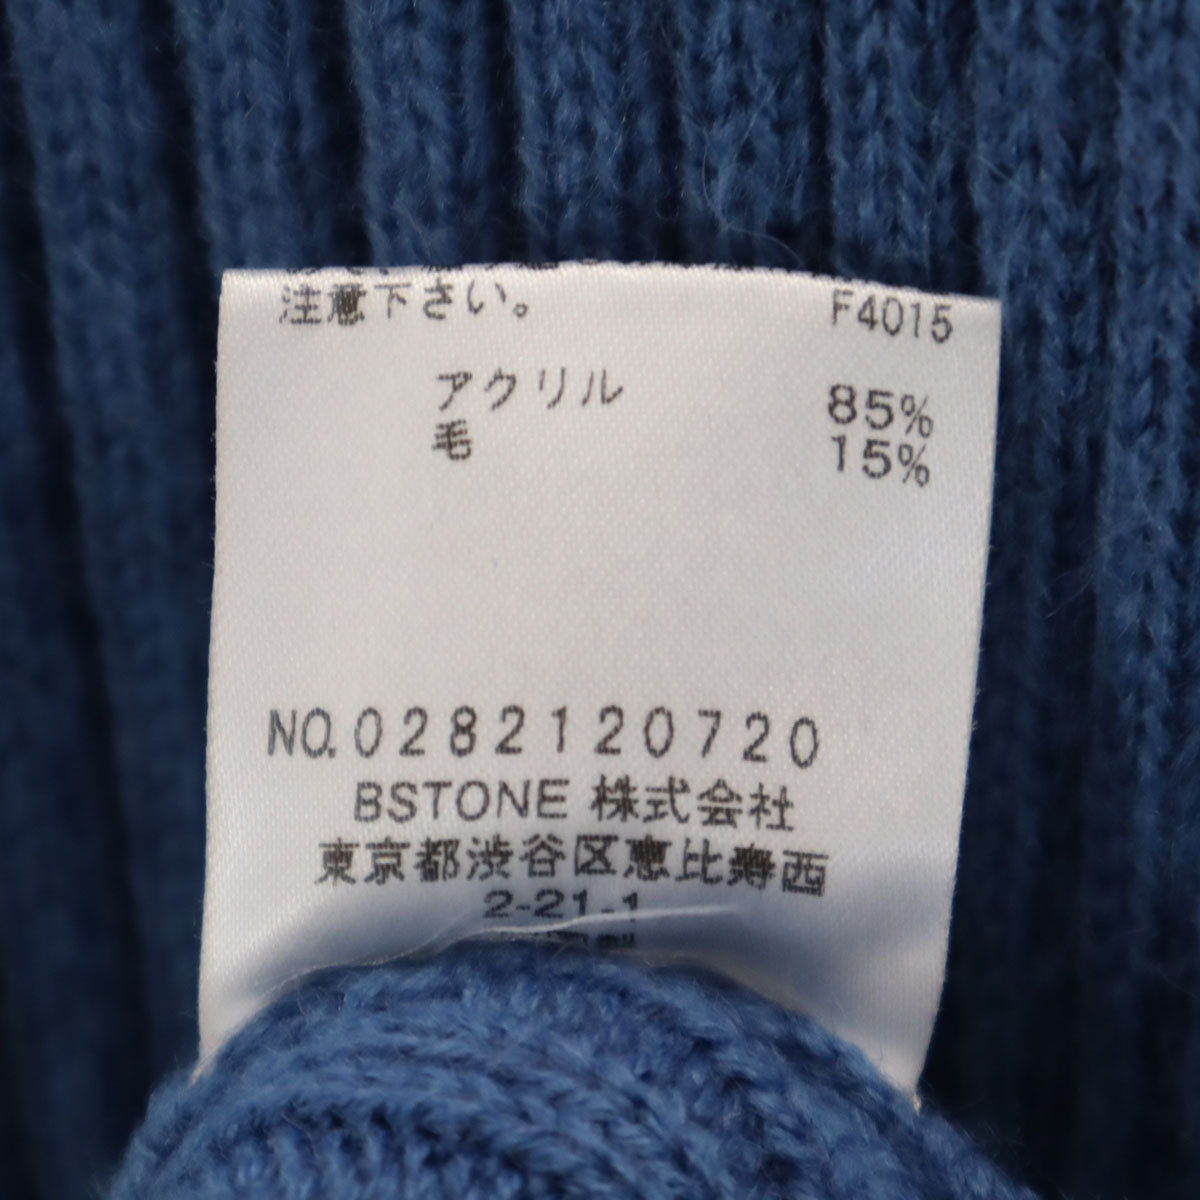 注意下さい。 F4015
アクリル 85%
毛 15%
NO.0282120720
BSTONE 株式会社
東京都渋谷区恵比寿西
2-21-1